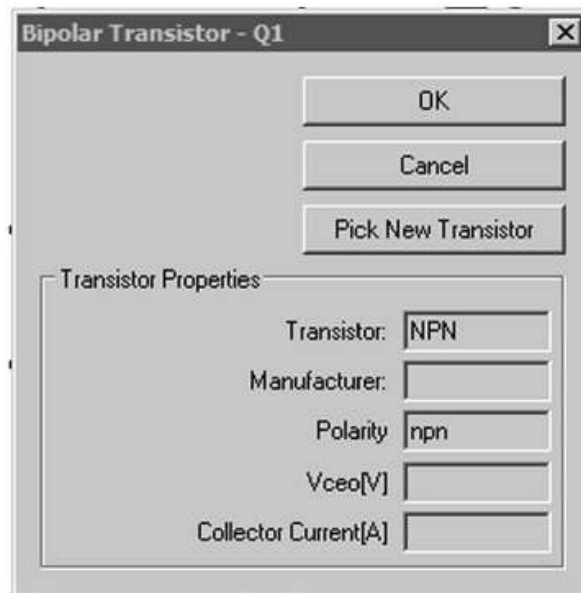 Bipolar Transistor - Q1
OK
Cancel
Pick New Transistor
Transistor Properties
Transistor: NPN
Manufacturer:
Polarity npn
Vceo[V]
Collector Current[A]